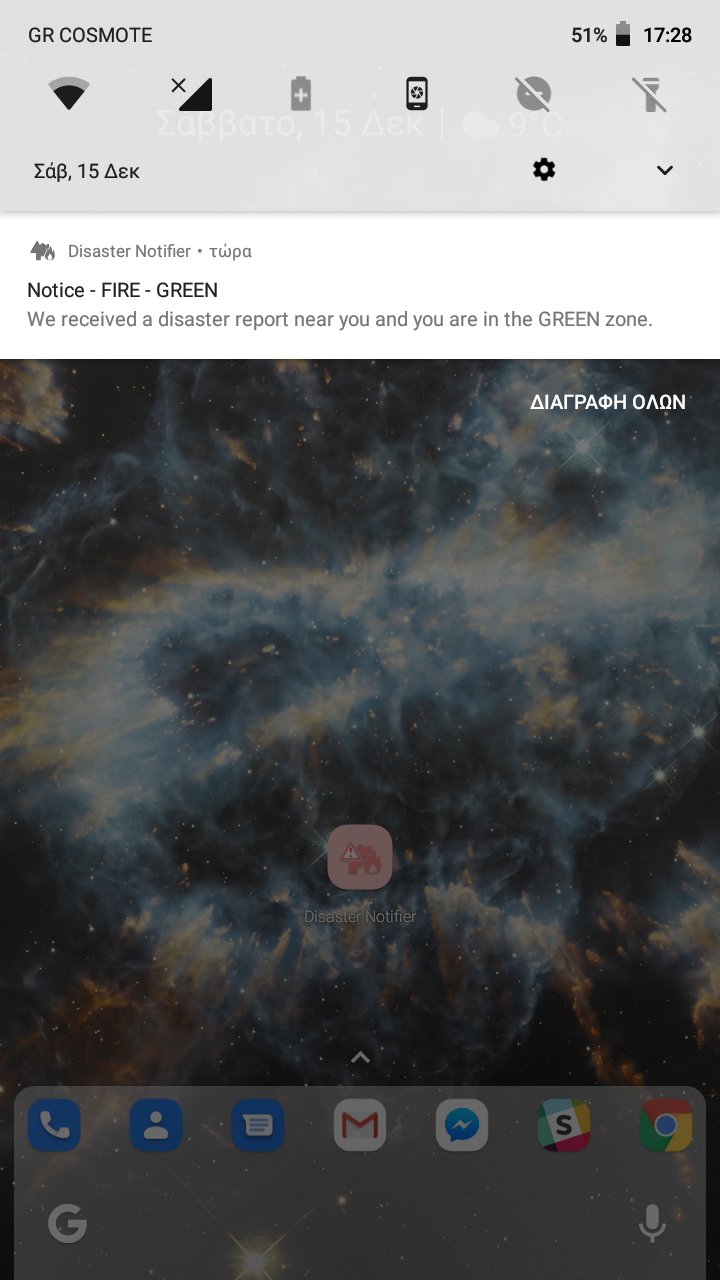 GR COSMOTE 51% 17:28
Σάββατο, 15 Δεκ | 9°C
Σάβ, 15 Δεκ
Disaster Notifier • τώρα
Notice - FIRE - GREEN
We received a disaster report near you and you are in the GREEN zone.
ΔΙΑΓΡΑΦΗ ΟΛΩΝ
Disaster Notifier
S
G